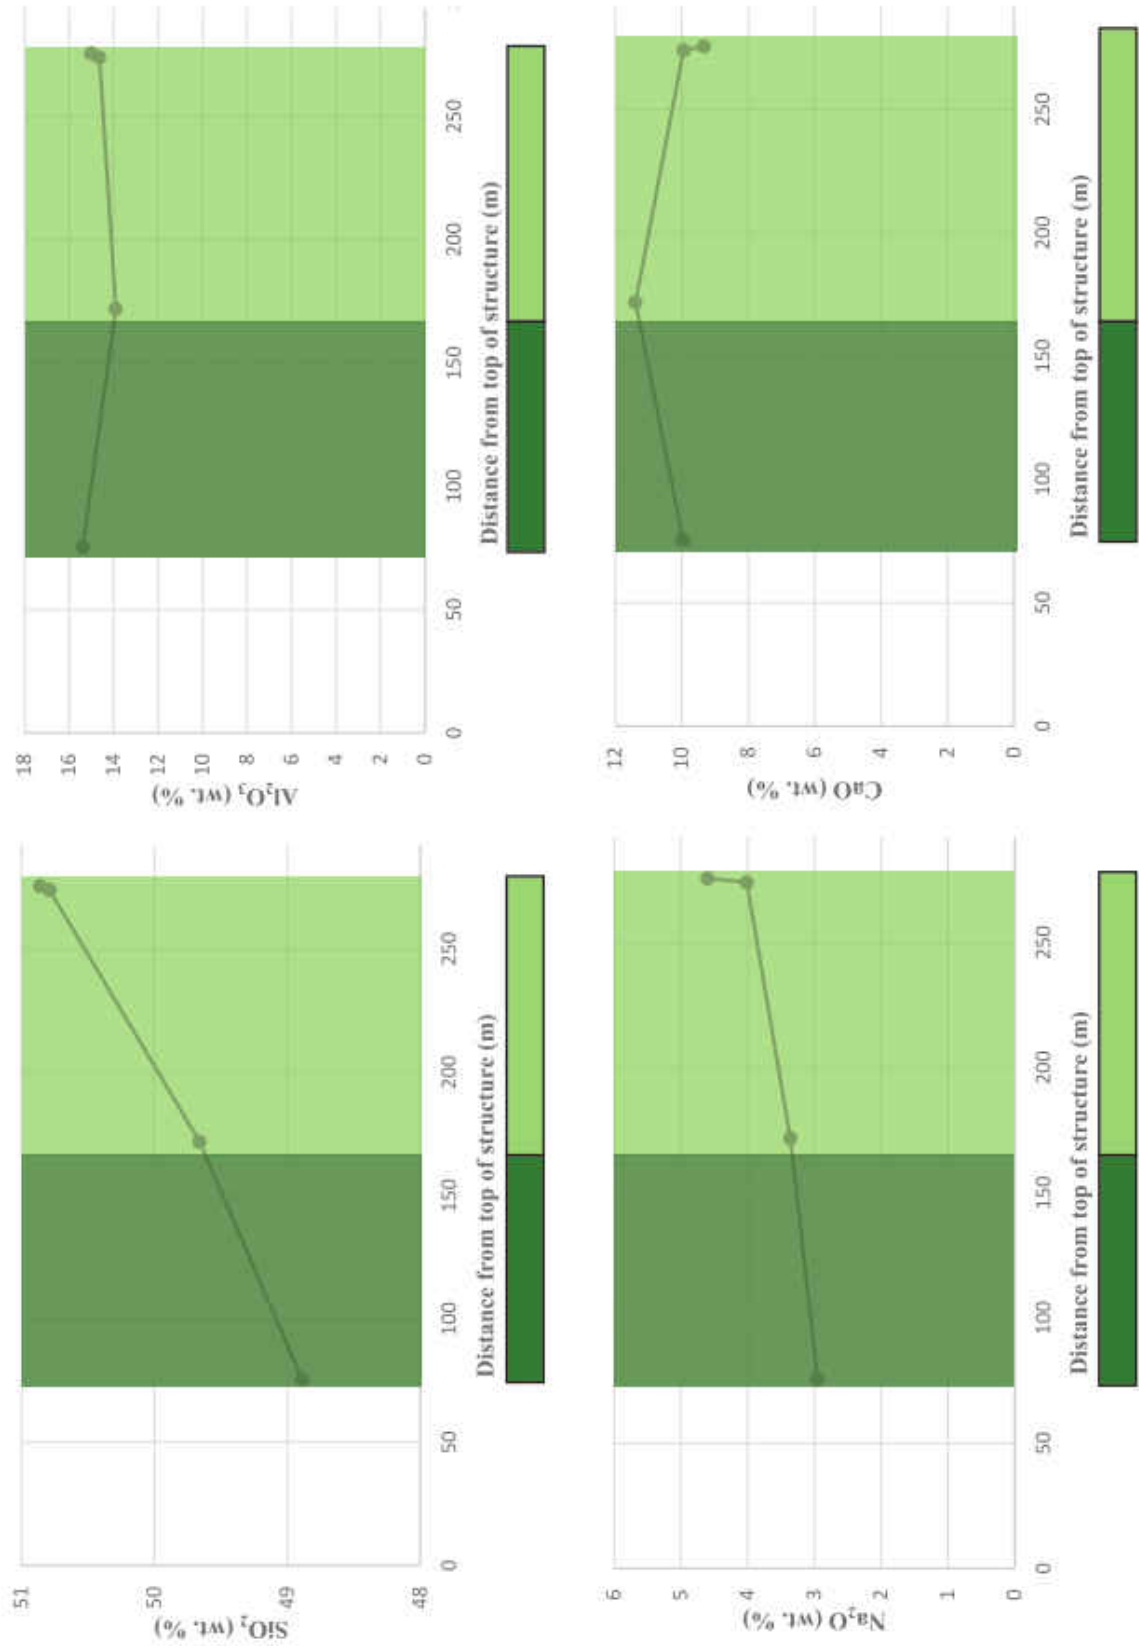 SiO₂ (wt. %)
51
50
49
48
0 50 100 150 200 250
Distance from top of structure (m)
Al₂O₃ (wt. %)
18
16
14
12
10
8
6
4
2
0
0 50 100 150 200 250
Distance from top of structure (m)
Na₂O (wt. %)
6
5
4
3
2
1
0
0 50 100 150 200 250
Distance from top of structure (m)
CaO (wt. %)
12
10
8
6
4
2
0
0 50 100 150 200 250
Distance from top of structure (m)